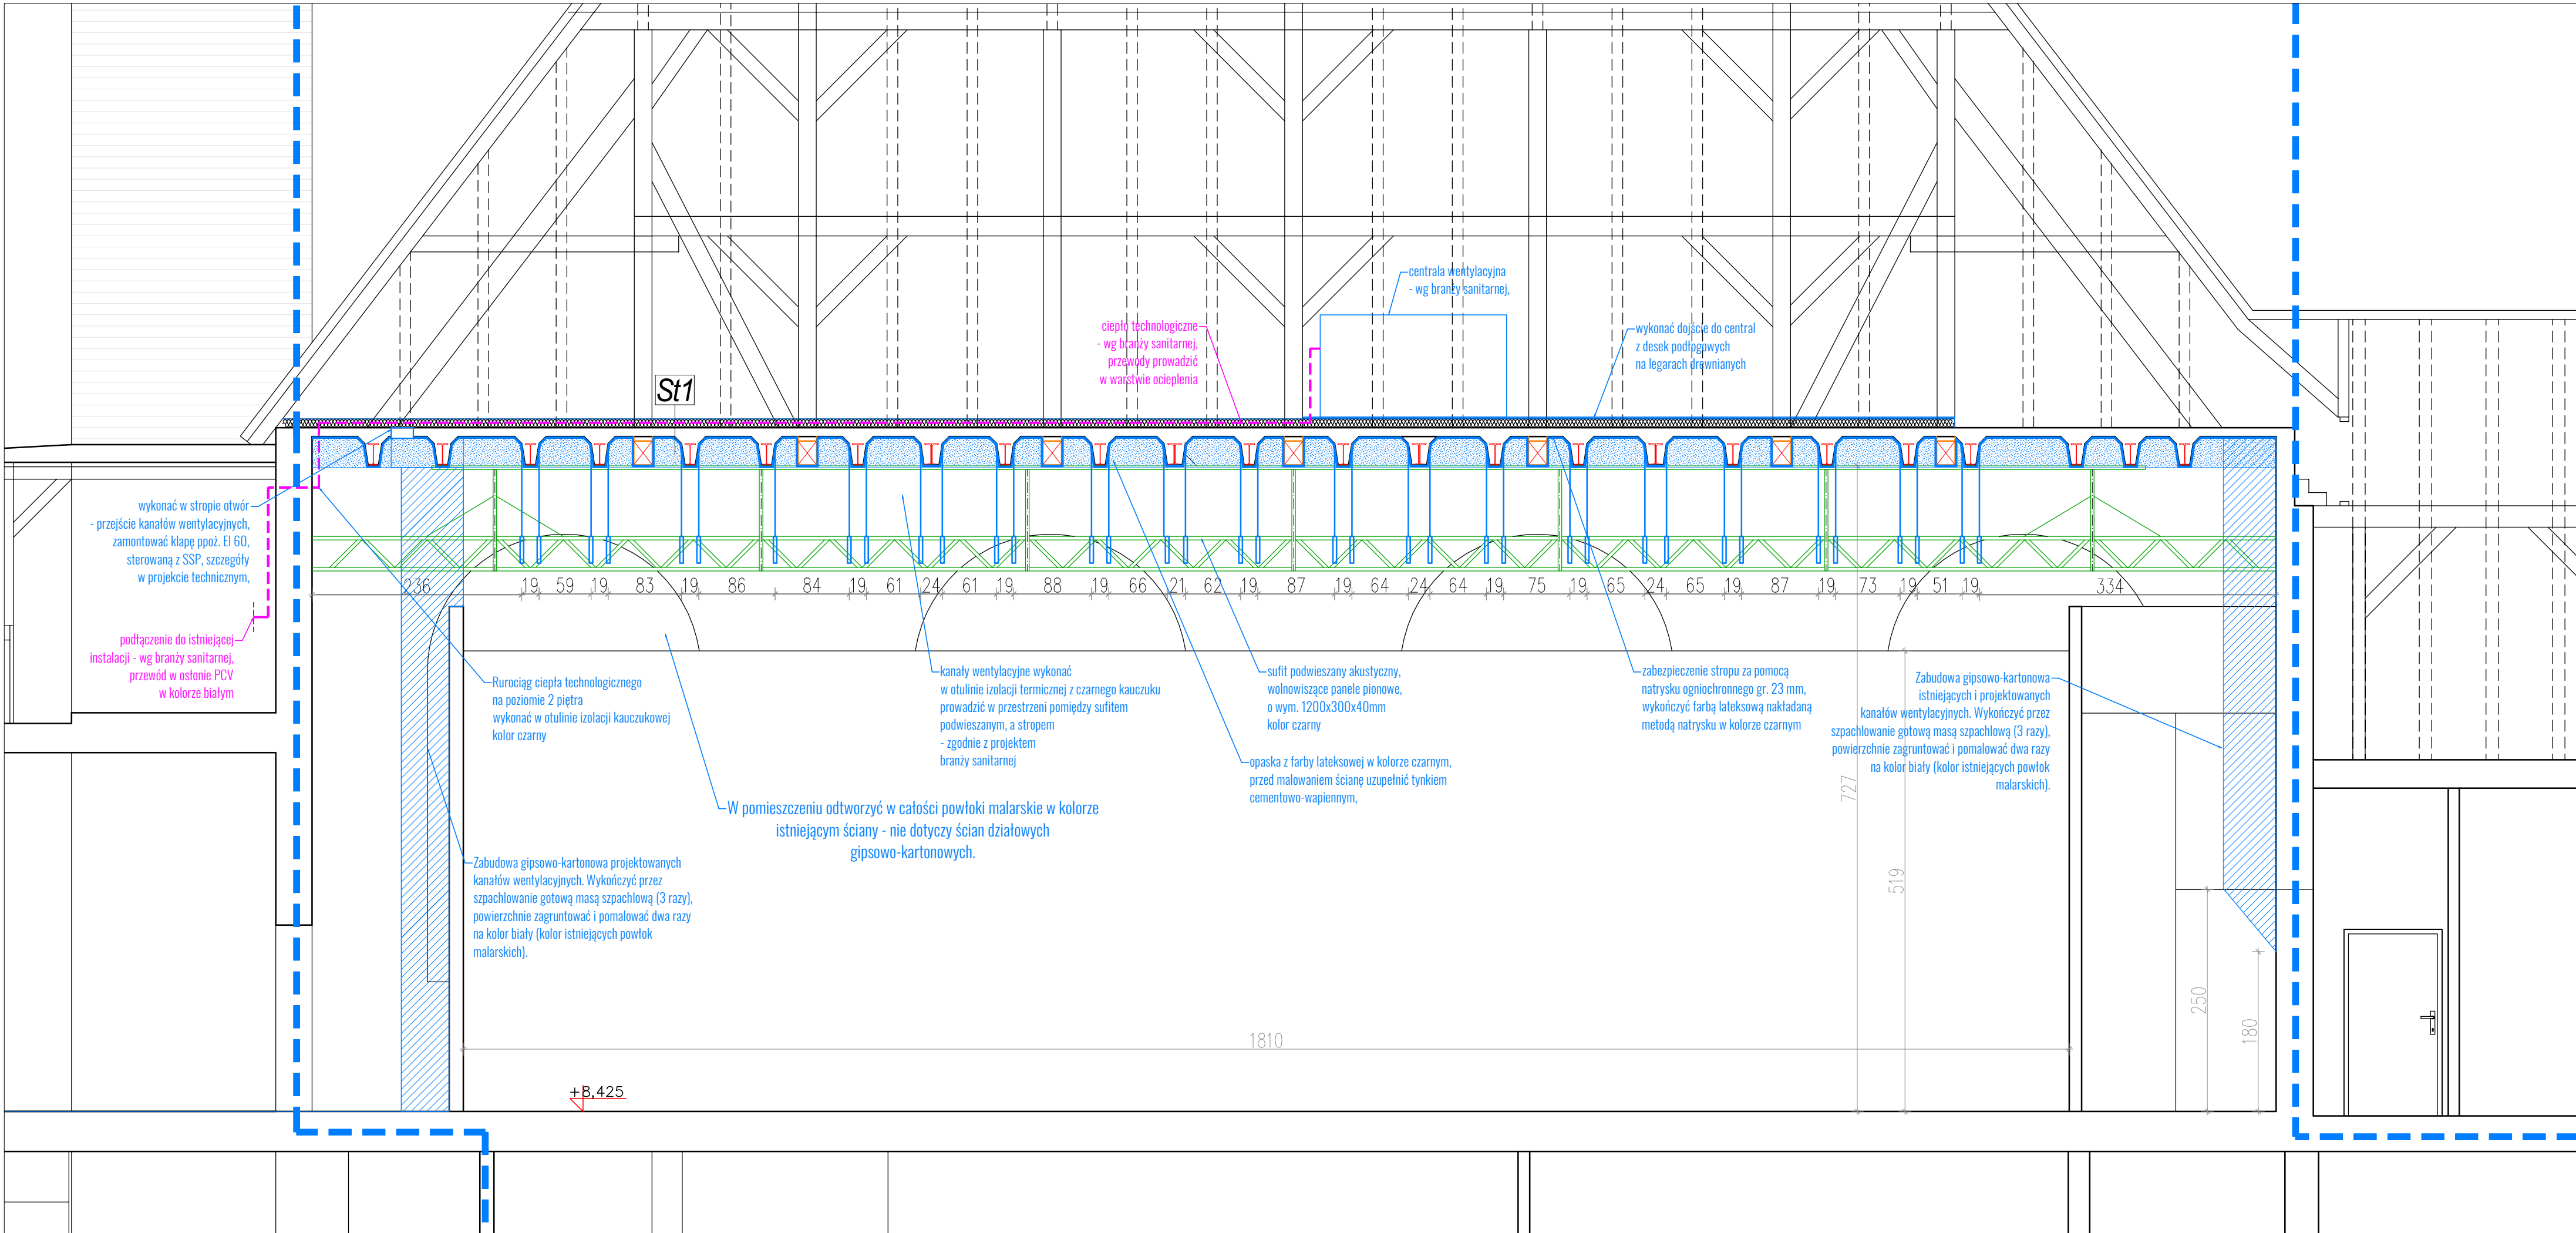 centrala wentylacyjna
- wg branży sanitarnej,
ciepło technologiczne
- wg branży sanitarnej,
przewody prowadzić
w warstwie ocieplenia
wykonać dojście do central
z desek podłogowych
na legarach drewnianych
St1
wykonać w stropie otwór
- przejście kanałów wentylacyjnych,
zamontować klapę ppoż. EI 60,
sterowaną z SSP, szczegóły
w projekcie technicznym,
236 19 59 19 83 19 86 84 19 61 24 61 19 88 19 66 21 62 19 87 19 64 24 64 19 75 19 65 24 65 19 87 19 73 19 51 19 334
podłączenie do istniejącej
instalacji - wg branży sanitarnej,
przewód w osłonie PCV
w kolorze białym
Rurociąg ciepła technologicznego
na poziomie 2 piętra
wykonać w otulinie izolacji kauczukowej
kolor czarny
kanały wentylacyjne wykonać
w otulinie izolacji termicznej z czarnego kauczuku
prowadzić w przestrzeni pomiędzy sufitem
podwieszanym, a stropem
- zgodnie z projektem
branży sanitarnej
sufit podwieszany akustyczny,
wolnowiszące panele pionowe,
o wym. 1200x300x40mm
kolor czarny
opaska z farby lateksowej w kolorze czarnym,
przed malowaniem ścianę uzupełnić tynkiem
cementowo-wapiennym,
zabezpieczenie stropu za pomocą
natrysku ogniochronnego gr. 23 mm,
wykończyć farbą lateksową nakładaną
metodą natrysku w kolorze czarnym
Zabudowa gipsowo-kartonowa
istniejących i projektowanych
kanałów wentylacyjnych. Wykończyć przez
szpachlowanie gotową masą szpachlową (3 razy),
powierzchnie zagruntować i pomalować dwa razy
na kolor biały (kolor istniejących powłok
malarskich).
W pomieszczeniu odtworzyć w całości powłoki malarskie w kolorze
istniejącym ściany - nie dotyczy ścian działowych
gipsowo-kartonowych.
Zabudowa gipsowo-kartonowa projektowanych
kanałów wentylacyjnych. Wykończyć przez
szpachlowanie gotową masą szpachlową (3 razy),
powierzchnie zagruntować i pomalować dwa razy
na kolor biały (kolor istniejących powłok
malarskich).
727
519
250
180
1810
+8,425